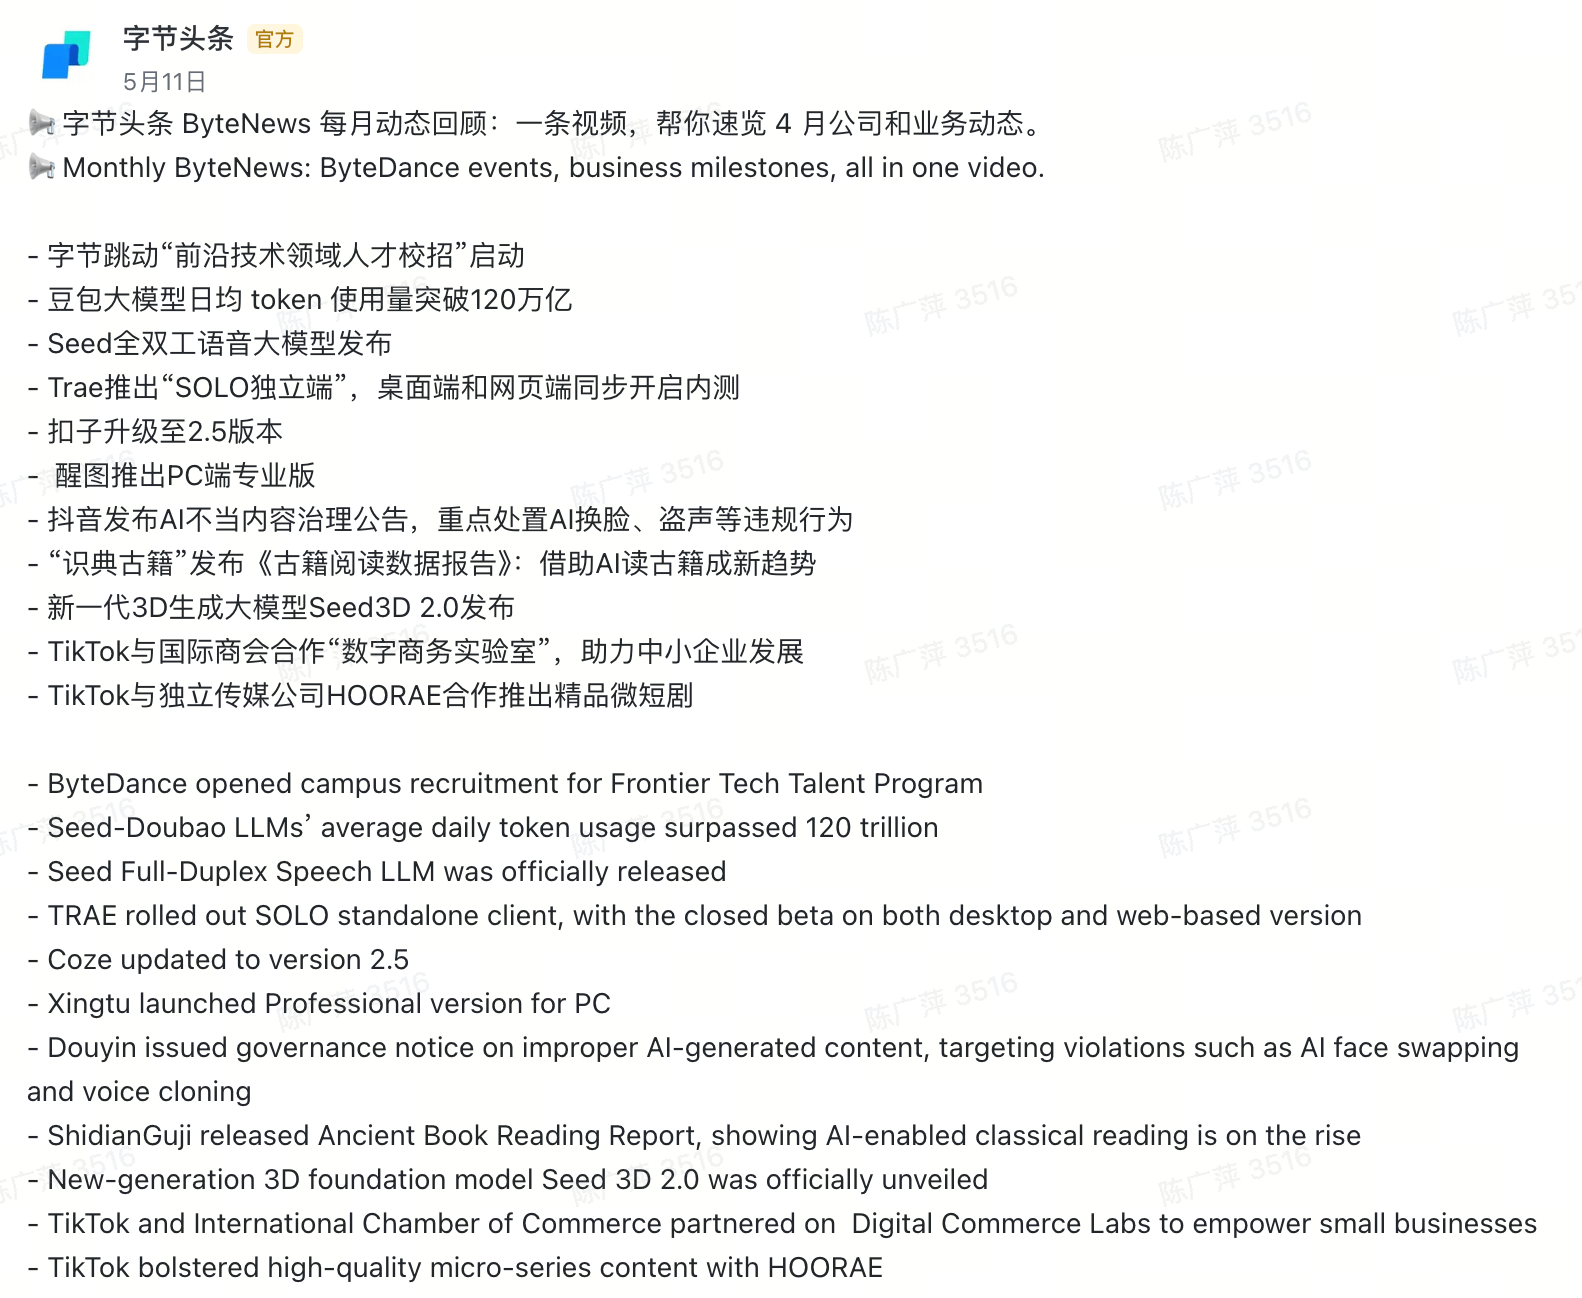 字节头条 官方
5月11日
字节头条 ByteNews 每月动态回顾：一条视频，帮你速览 4 月公司和业务动态。
Monthly ByteNews: ByteDance events, business milestones, all in one video.
- 字节跳动“前沿技术领域人才校招”启动
- 豆包大模型日均 token 使用量突破120万亿
- Seed全双工语音大模型发布
- Trae推出“SOLO独立端”，桌面端和网页端同步开启内测
- 扣子升级至2.5版本
- 醒图推出PC端专业版
- 抖音发布AI不当内容治理公告，重点处置AI换脸、盗声等违规行为
- “识典古籍”发布《古籍阅读数据报告》：借助AI读古籍成新趋势
- 新一代3D生成大模型Seed3D 2.0发布
- TikTok与国际商会合作“数字商务实验室”，助力中小企业发展
- TikTok与独立传媒公司HOORAE合作推出精品微短剧
- ByteDance opened campus recruitment for Frontier Tech Talent Program
- Seed-Doubao LLMs’ average daily token usage surpassed 120 trillion
- Seed Full-Duplex Speech LLM was officially released
- TRAE rolled out SOLO standalone client, with the closed beta on both desktop and web-based version
- Coze updated to version 2.5
- Xingtu launched Professional version for PC
- Douyin issued governance notice on improper AI-generated content, targeting violations such as AI face swapping
and voice cloning
- ShidianGuji released Ancient Book Reading Report, showing AI-enabled classical reading is on the rise
- New-generation 3D foundation model Seed 3D 2.0 was officially unveiled
- TikTok and International Chamber of Commerce partnered on  Digital Commerce Labs to empower small businesses
- TikTok bolstered high-quality micro-series content with HOORAE
陈广萍 3516